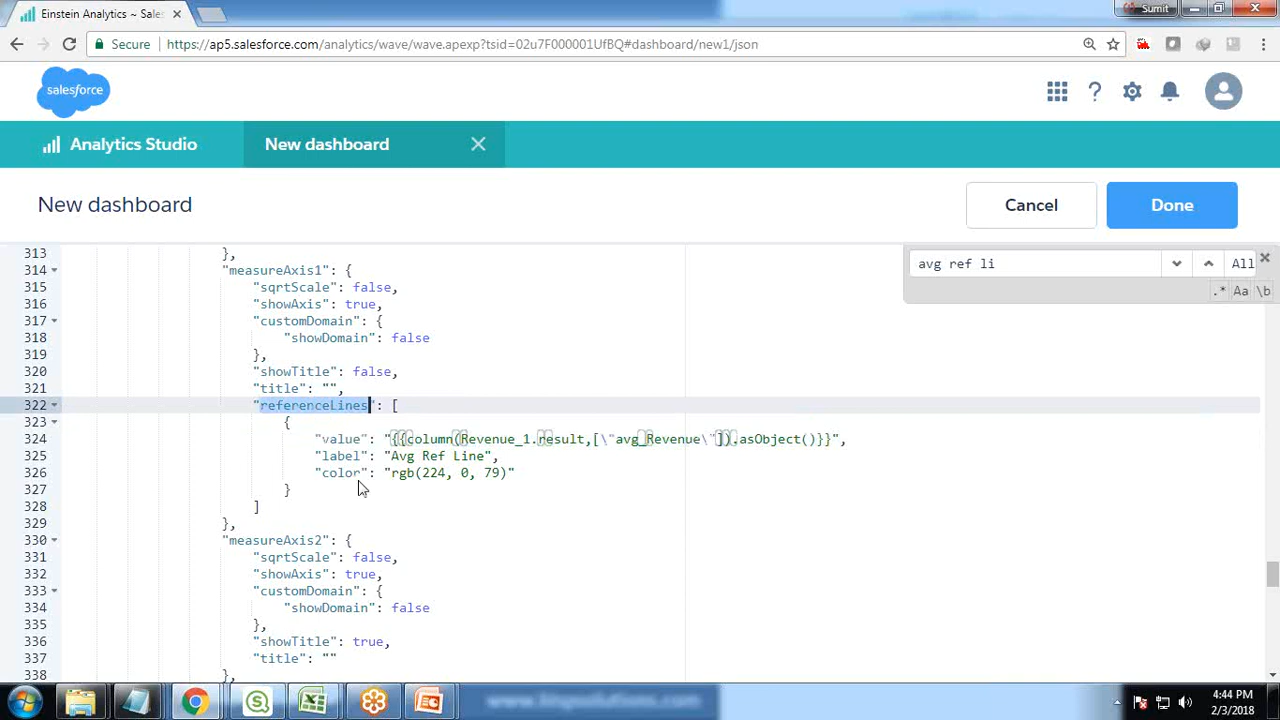 Einstein Analytics ~ Sales
Sumit
Secure
https://ap5.salesforce.com/analytics/wave/wave.apexp?tsid=02u7F000001UfBQ#dashboard/new1/json
salesforce
Analytics Studio
New dashboard
New dashboard
Cancel
Done
avg ref li
All
.* Aa \b
313 },
314 "measureAxis1": {
315 "sqrtScale": false,
316 "showAxis": true,
317 "customDomain": {
318 "showDomain": false
319 },
320 "showTitle": false,
321 "title": "",
322 "referenceLines": [
323 {
324 "value": "{{column(Revenue_1.result,[\"avg_Revenue\"]).asObject()}}",
325 "label": "Avg Ref Line",
326 "color": "rgb(224, 0, 79)"
327 }
328 ]
329 },
330 "measureAxis2": {
331 "sqrtScale": false,
332 "showAxis": true,
333 "customDomain": {
334 "showDomain": false
335 },
336 "showTitle": true,
337 "title": ""
338 },
4:44 PM
2/3/2018